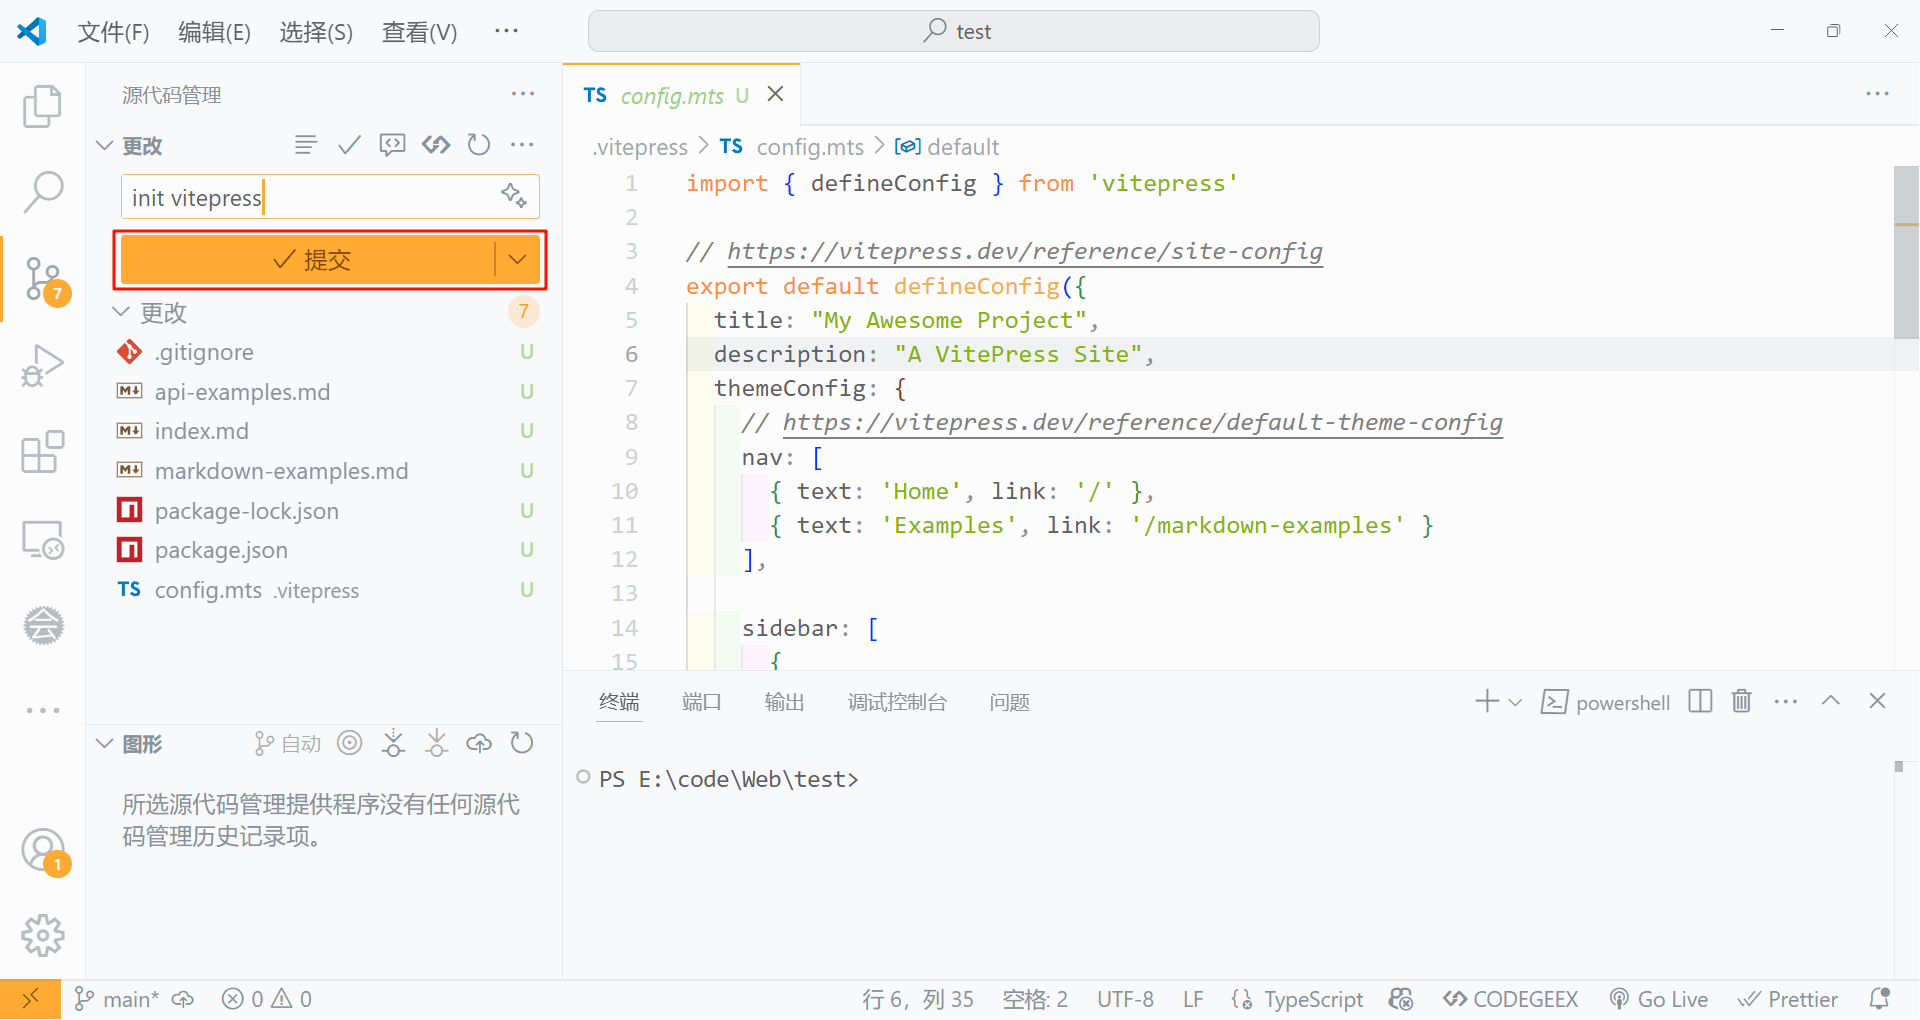 文件(F) 编辑(E) 选择(S) 查看(V) ··· test
源代码管理 ···
更改 ···
init vitepress
提交
更改 7
.gitignore U
api-examples.md U
index.md U
markdown-examples.md U
package-lock.json U
package.json U
TS config.mts .vitepress U
7
1
图形 自动
所选源代码管理提供程序没有任何源代
码管理历史记录项。
TS config.mts U
.vitepress > TS config.mts > default
1 import { defineConfig } from 'vitepress'
2
3 // https://vitepress.dev/reference/site-config
4 export default defineConfig({
5 title: "My Awesome Project",
6 description: "A VitePress Site",
7 themeConfig: {
8 // https://vitepress.dev/reference/default-theme-config
9 nav: [
10 { text: 'Home', link: '/' },
11 { text: 'Examples', link: '/markdown-examples' }
12 ],
13
14 sidebar: [
15 {
终端 端口 输出 调试控制台 问题 powershell
PS E:\code\Web\test>
main* 0 0 行 6，列 35 空格: 2 UTF-8 LF TypeScript CODEGEEX Go Live Prettier